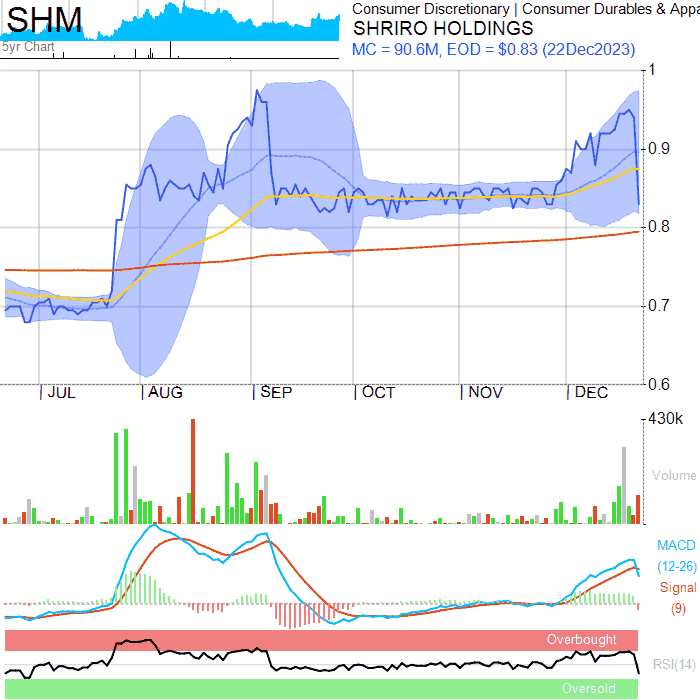 SHM
5yr Chart
Consumer Discretionary | Consumer Durables & Appa
SHRIRO HOLDINGS
MC = 90.6M, EOD = $0.83 (22Dec2023)
1
0.9
0.8
0.7
0.6
JUL AUG SEP OCT NOV DEC
430k
Volume
MACD
(12-26)
Signal
(9)
Overbought
RSI(14)
Oversold